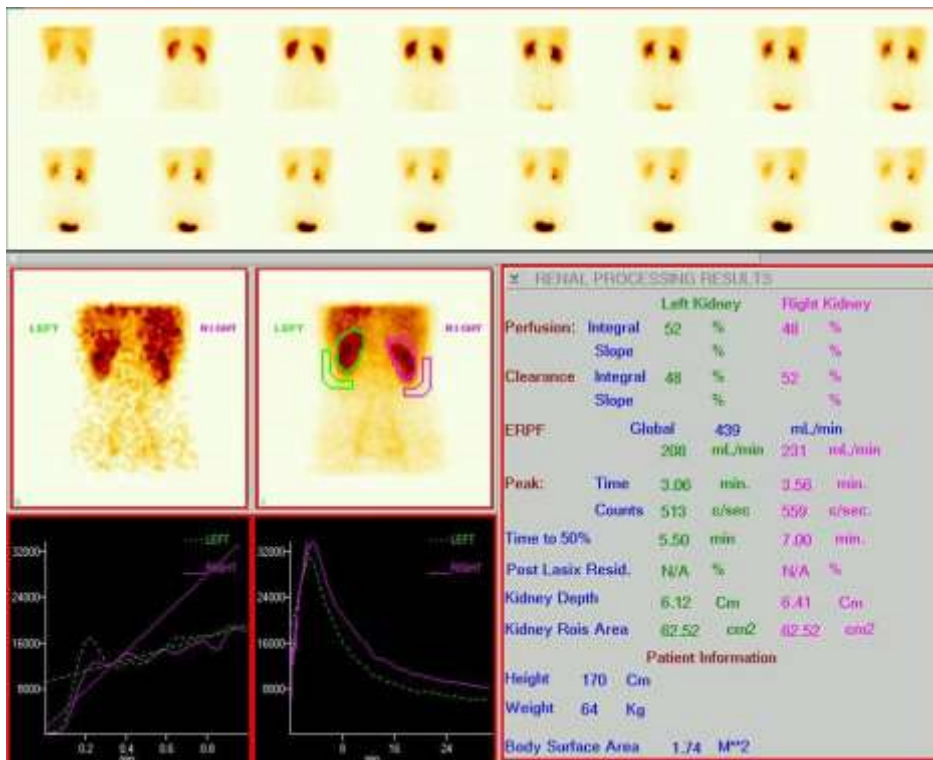 LEFT RIGHT
LEFT RIGHT
RENAL PROCESSING RESULTS
Left Kidney Right Kidney
Perfusion: Integral 52 % 48 %
Slope % %
Clearance Integral 48 % 52 %
Slope % %
ERPF Global 439 mL/min
208 mL/min 231 mL/min
Peak: Time 3.06 min. 3.56 min.
Counts 513 c/sec 559 c/sec.
Time to 50% 5.50 min 7.00 min.
Post Lasix Resid. N/A % N/A %
Kidney Depth 6.12 Cm 6.41 Cm
Kidney Rois Area 62.52 cm2 62.52 cm2
Patient Information
Height 170 Cm
Weight 64 Kg
Body Surface Area 1.74 M**2
LEFT
RIGHT
32000
24000
16000
8000
0.2 0.4 0.6 0.8
LEFT
RIGHT
32000
24000
16000
8000
8 16 24